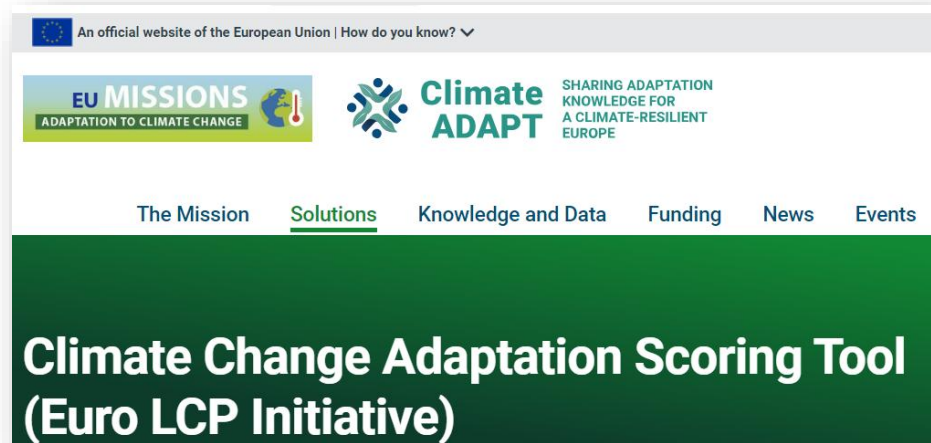 An official website of the European Union | How do you know?
EU MISSIONS
ADAPTATION TO CLIMATE CHANGE
Climate
ADAPT
SHARING ADAPTATION
KNOWLEDGE FOR
A CLIMATE-RESILIENT
EUROPE
The Mission Solutions Knowledge and Data Funding News Events
Climate Change Adaptation Scoring Tool
(Euro LCP Initiative)